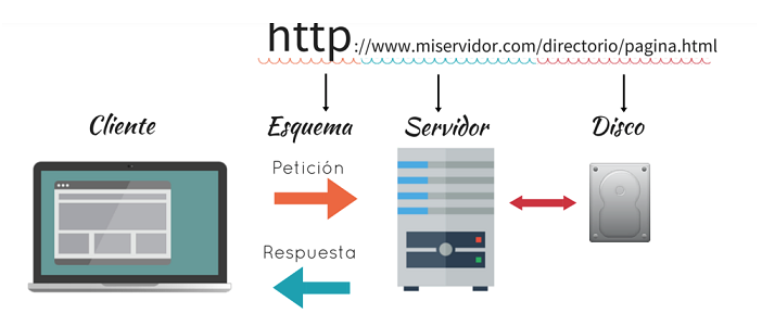 http://www.miservidor.com/directorio/pagina.html
Cliente
Esquema
Servidor
Disco
Petición
Respuesta